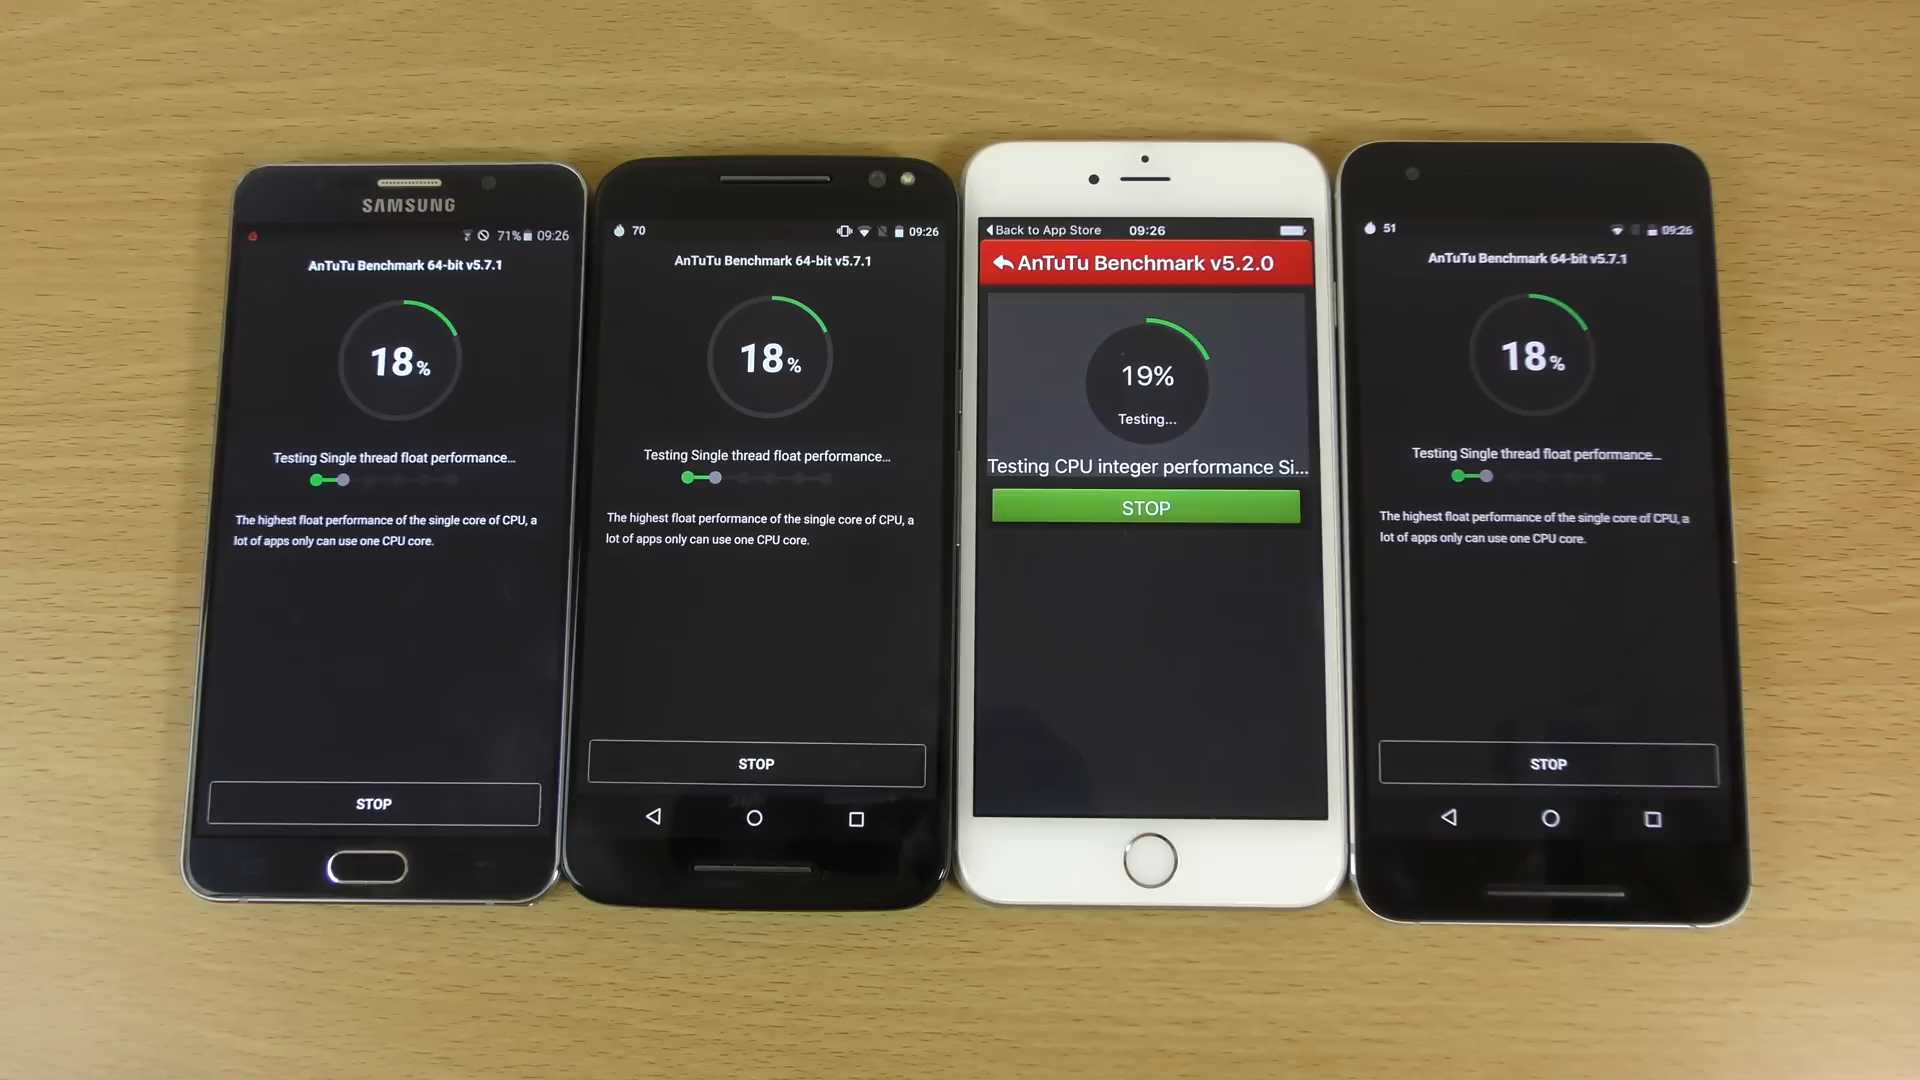 SAMSUNG
71% 09:26
AnTuTu Benchmark 64-bit v5.7.1
18%
Testing Single thread float performance...
The highest float performance of the single core of CPU, a
lot of apps only can use one CPU core.
STOP
70 09:26
AnTuTu Benchmark 64-bit v5.7.1
18%
Testing Single thread float performance...
The highest float performance of the single core of CPU, a
lot of apps only can use one CPU core.
STOP
Back to App Store 09:26
AnTuTu Benchmark v5.2.0
19%
Testing...
Testing CPU integer performance Si...
STOP
51 09:26
AnTuTu Benchmark 64-bit v5.7.1
18%
Testing Single thread float performance...
The highest float performance of the single core of CPU, a
lot of apps only can use one CPU core.
STOP